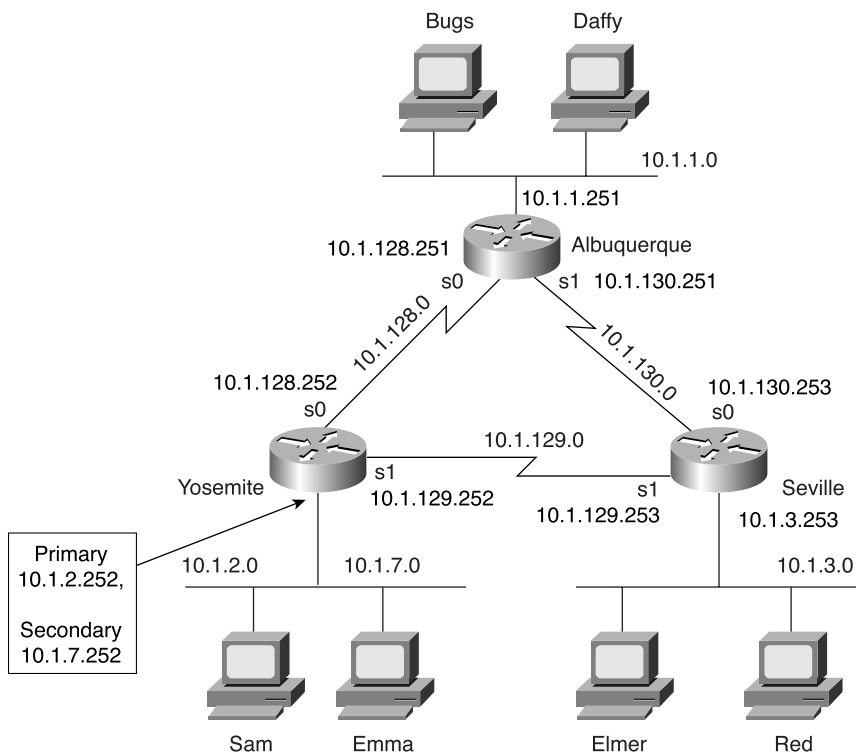 Bugs
Daffy
10.1.1.0
10.1.1.251
10.1.128.251
Albuquerque
s0
s1
10.1.130.251
10.1.128.0
10.1.130.0
10.1.128.252
10.1.130.253
s0
s0
10.1.129.0
Yosemite
s1
10.1.129.252
s1
10.1.129.253
Seville
10.1.3.253
Primary
10.1.2.252,
Secondary
10.1.7.252
10.1.2.0
10.1.7.0
10.1.3.0
Sam
Emma
Elmer
Red